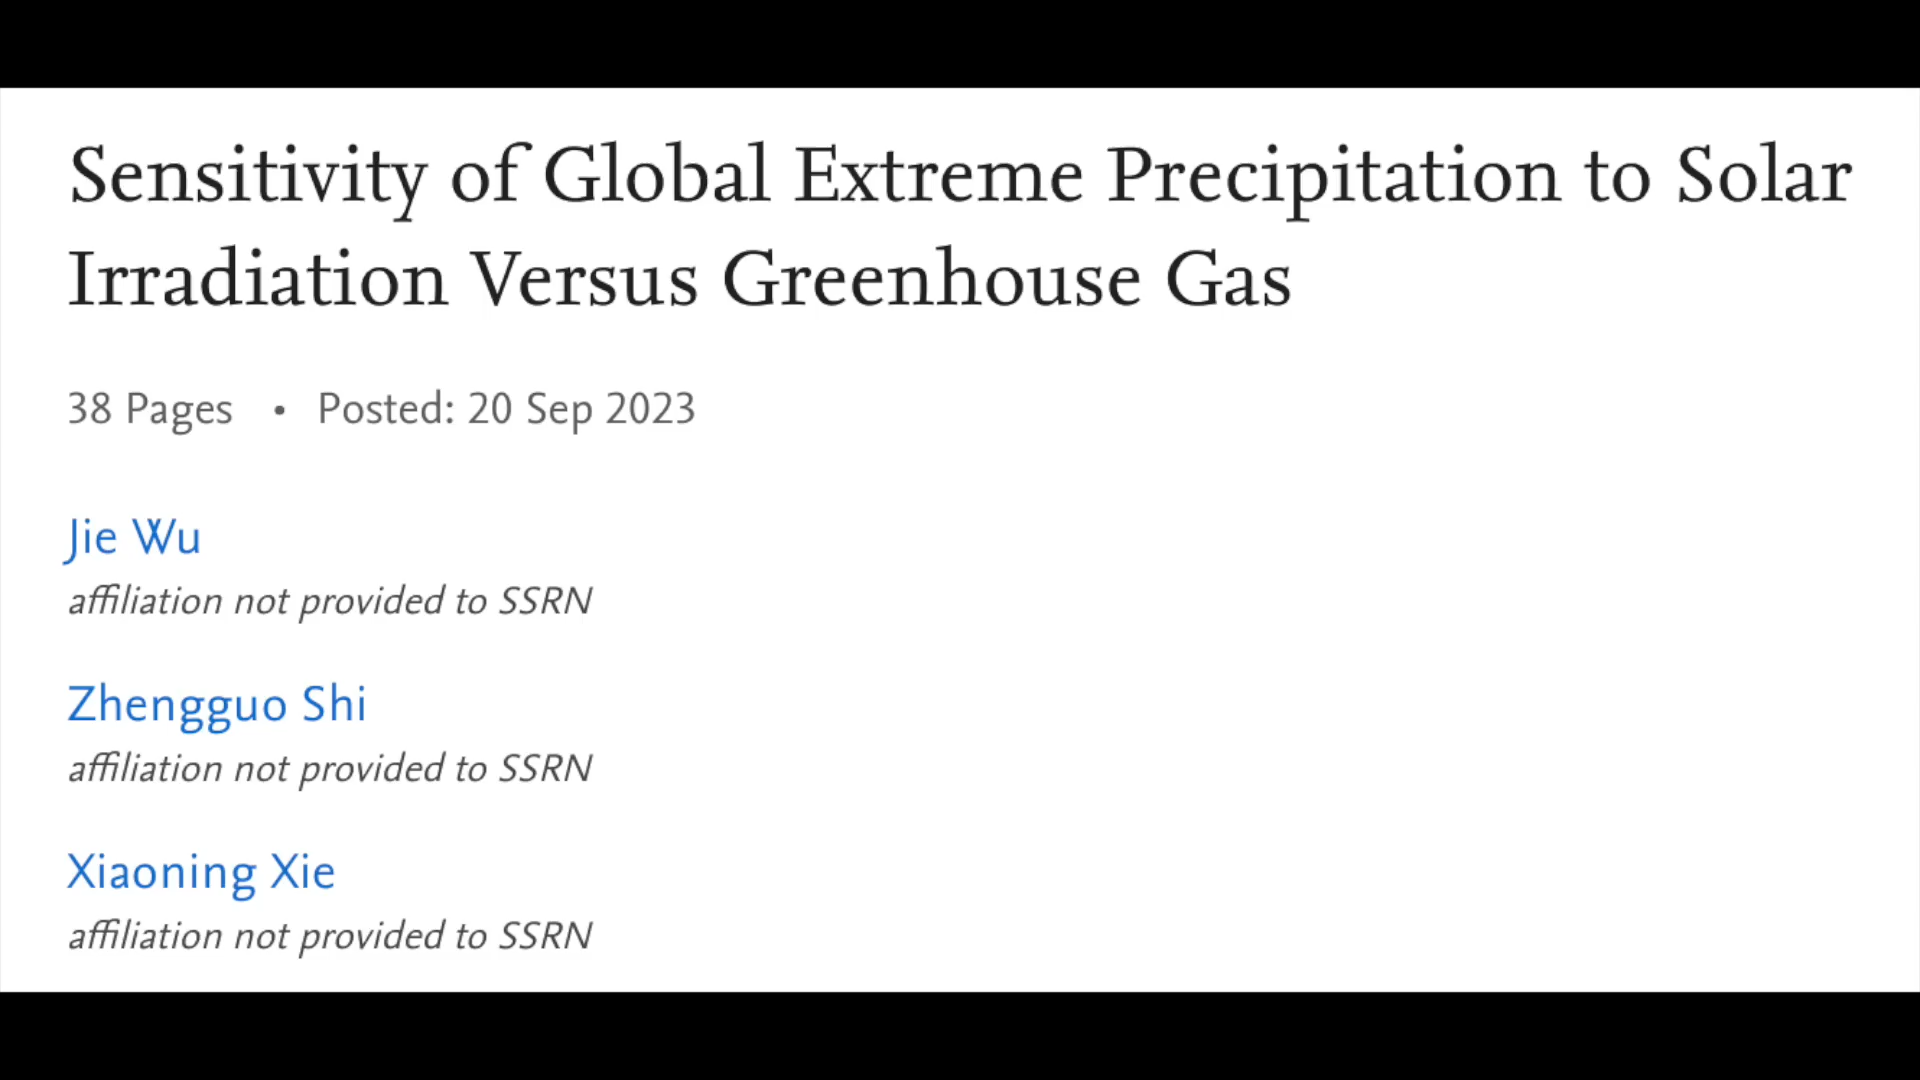 Sensitivity of Global Extreme Precipitation to Solar
Irradiation Versus Greenhouse Gas
38 Pages • Posted: 20 Sep 2023
Jie Wu
affiliation not provided to SSRN
Zhengguo Shi
affiliation not provided to SSRN
Xiaoning Xie
affiliation not provided to SSRN